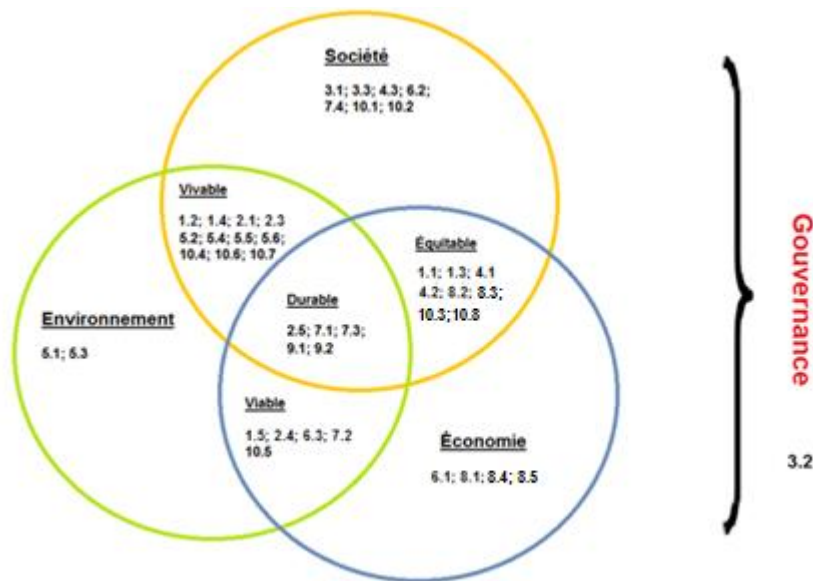 Société
3.1; 3.3; 4.3; 6.2;
7.4; 10.1; 10.2
Vivable
1.2; 1.4; 2.1; 2.3
5.2; 5.4; 5.5; 5.6;
10.4; 10.6; 10.7
Équitable
1.1; 1.3; 4.1
4.2; 8.2; 8.3;
10.3; 10.8
Durable
2.5; 7.1; 7.3;
9.1; 9.2
Environnement
5.1; 5.3
Viable
1.5; 2.4; 6.3; 7.2
10.5
Économie
6.1; 8.1; 8.4; 8.5
Gouvernance
3.2